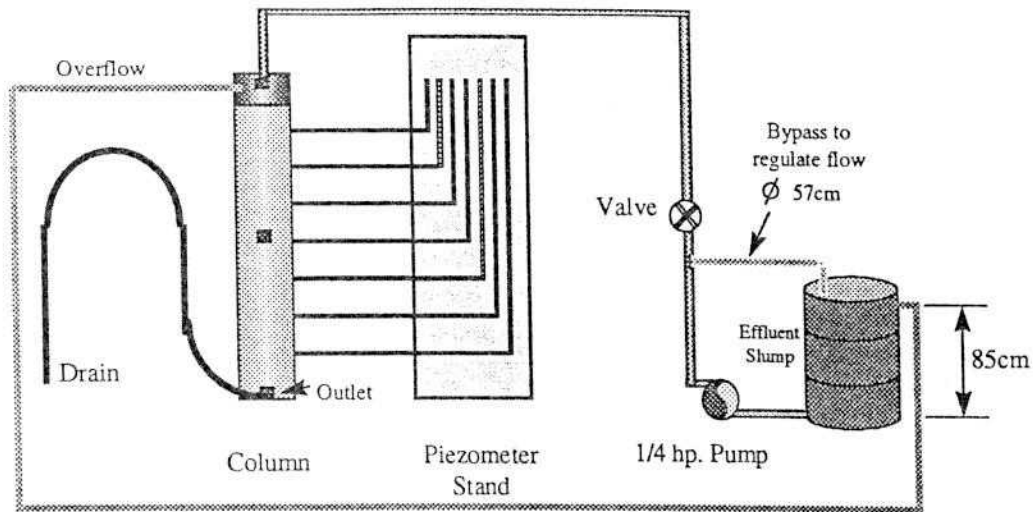 Overflow
Bypass to
regulate flow
ϕ 57cm
Valve
Effluent
Slump
85cm
Drain
Outlet
Column
Piezometer
Stand
1/4 hp. Pump